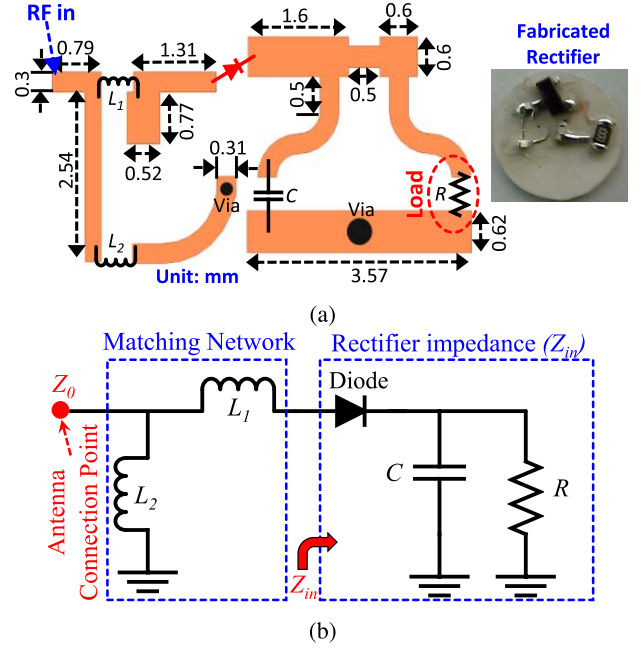 RF in
0.79
1.31
1.6
0.6
Fabricated
Rectifier
0.3
L1
0.77
0.5
0.5
0.6
0.52
2.54
0.31
Via
C
Via
Load
R
0.62
L2
Unit: mm
3.57
(a)
Matching Network
Rectifier impedance (Zin)
Diode
Z0
L1
L2
C
R
Antenna
Connection Point
Zin
(b)